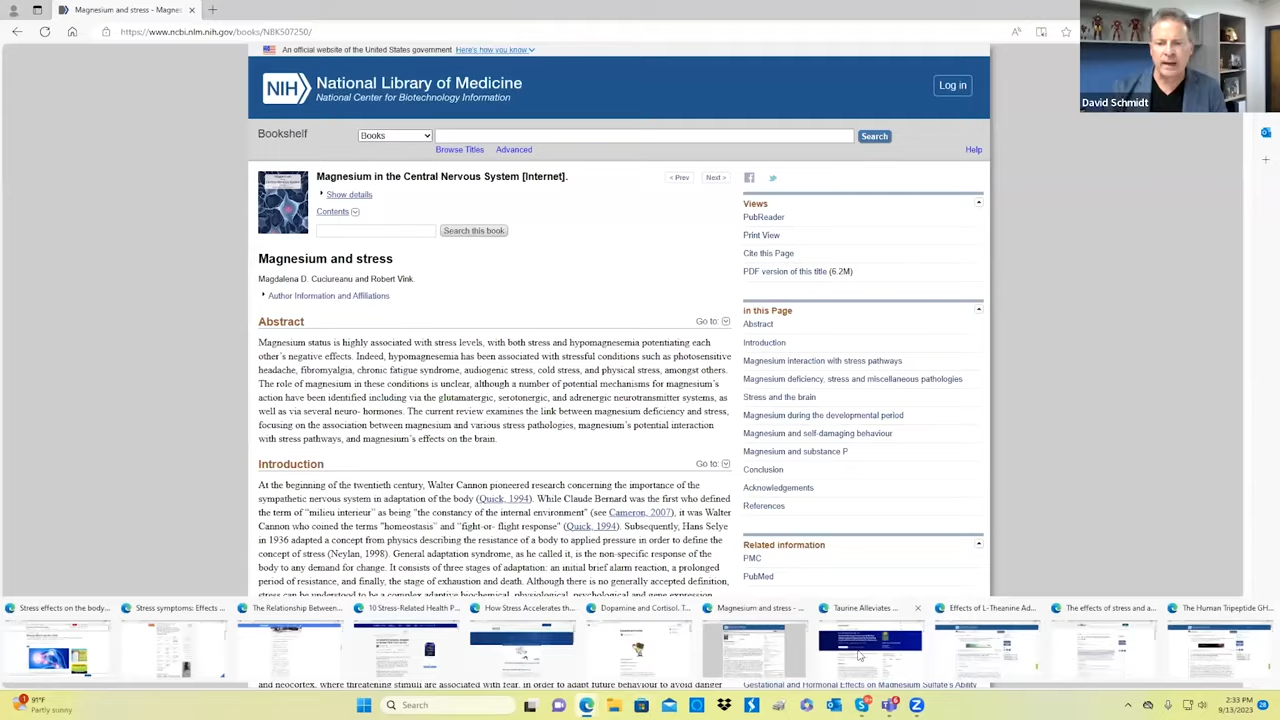 Magnesium and stress - Magnes
https://www.ncbi.nlm.nih.gov/books/NBK507250/
David Schmidt
An official website of the United States government Here's how you know
NIH National Library of Medicine
National Center for Biotechnology Information
Log in
Bookshelf
Books
Search
Browse Titles Advanced
Help
Magnesium in the Central Nervous System [Internet].
< Prev Next >
Show details
Contents
Search this book
Magnesium and stress
Magdalena D. Cuciureanu and Robert Vink.
Author Information and Affiliations
Abstract
Go to:
Magnesium status is highly associated with stress levels, with both stress and hypomagnesemia potentiating each
other's negative effects. Indeed, hypomagnesemia has been associated with stressful conditions such as photosensitive
headache, fibromyalgia, chronic fatigue syndrome, audiogenic stress, cold stress, and physical stress, amongst others.
The role of magnesium in these conditions is unclear, although a number of potential mechanisms for magnesium's
action have been identified including via the glutamatergic, serotonergic, and adrenergic neurotransmitter systems, as
well as via several neuro- hormones. The current review examines the link between magnesium deficiency and stress,
focusing on the association between magnesium and various stress pathologies, magnesium's potential interaction
with stress pathways, and magnesium's effects on the brain.
Introduction
Go to:
At the beginning of the twentieth century, Walter Cannon pioneered research concerning the importance of the
sympathetic nervous system in adaptation of the body (Quick, 1994). While Claude Bernard was the first who defined
the term of "milieu interieur" as being "the constancy of the internal environment" (see Cameron, 2007), it was Walter
Cannon who coined the terms "homeostasis" and "fight-or- flight response" (Quick, 1994). Subsequently, Hans Selye
in 1936 adapted a concept from physics describing the resistance of a body to applied pressure in order to define the
concept of stress (Neylan, 1998). General adaptation syndrome, as he called it, is the non-specific response of the
body to any demand for change. It consists of three stages of adaptation: an initial brief alarm reaction, a prolonged
period of resistance, and finally, the stage of exhaustion and death. Although there is no generally accepted definition,
stress can be understood to be a complex adaptive biochemical, physiological, psychological and gene expression
Views
PubReader
Print View
Cite this Page
PDF version of this title (6.2M)
In this Page
Abstract
Introduction
Magnesium interaction with stress pathways
Magnesium deficiency, stress and miscellaneous pathologies
Stress and the brain
Magnesium during the developmental period
Magnesium and self-damaging behaviour
Magnesium and substance P
Conclusion
Acknowledgements
References
Related information
PMC
PubMed
Stress effects on the body...
Stress symptoms: Effects ...
The Relationship Between...
10 Stress-Related Health P...
How Stress Accelerates th...
Dopamine and Cortisol. T...
Magnesium and stress - ...
Taurine Alleviates ...
Effects of L-Theanine Ad...
The effects of stress and a...
The Human Tripeptide GH...
and neocortex, where threatening stimuli are associated with fear, in order to adapt future behaviour to avoid danger
Gestational and Hormonal Effects on Magnesium Sulfate's Ability
91°F
Partly sunny
Search
2:33 PM
9/13/2023